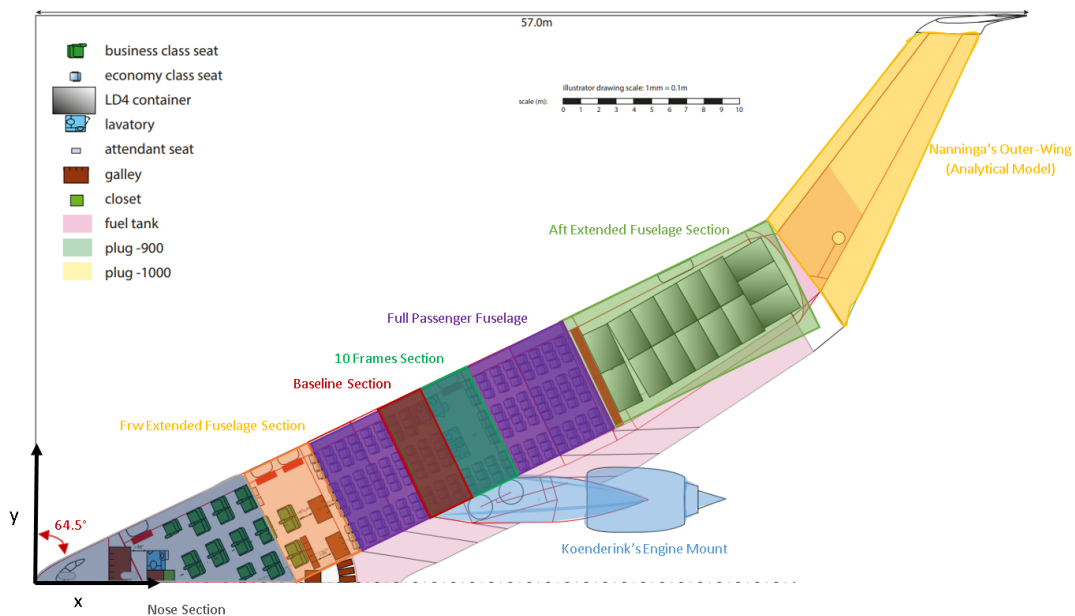 57.0m
business class seat
economy class seat
LD4 container
lavatory
attendant seat
galley
closet
fuel tank
plug -900
plug -1000
illustrator drawing scale: 1mm = 0.1m
scale (m):
0 1 2 3 4 5 6 7 8 9 10
Nanninga's Outer-Wing
(Analytical Model)
Aft Extended Fuselage Section
Full Passenger Fuselage
10 Frames Section
Baseline Section
Frw Extended Fuselage Section
y
64.5°
Koenderink's Engine Mount
x
Nose Section